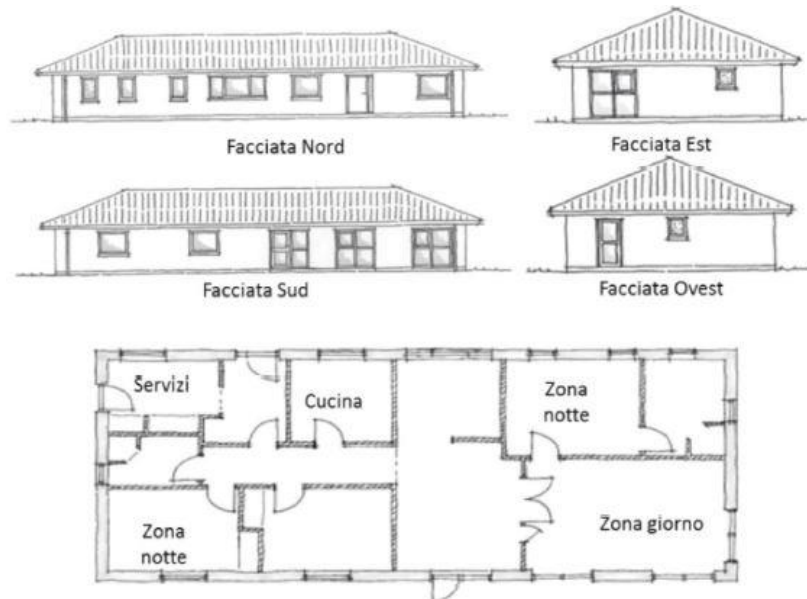 Facciata Nord
Facciata Est
Facciata Sud
Facciata Ovest
Servizi
Cucina
Zona
notte
Zona
notte
Zona giorno